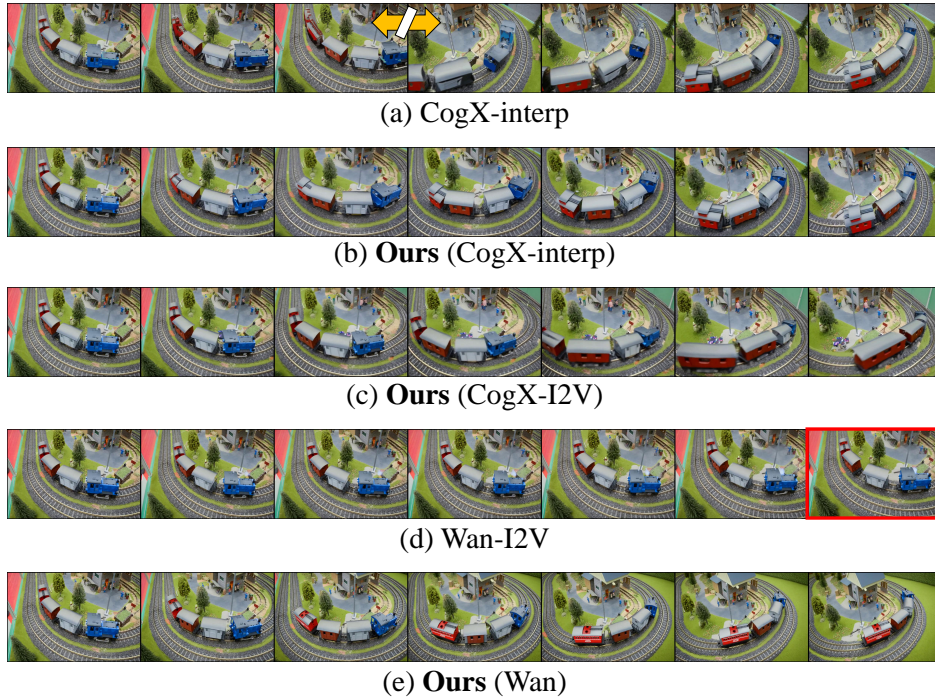 (a) CogX-interp
(b) Ours (CogX-interp)
(c) Ours (CogX-I2V)
(d) Wan-I2V
(e) Ours (Wan)